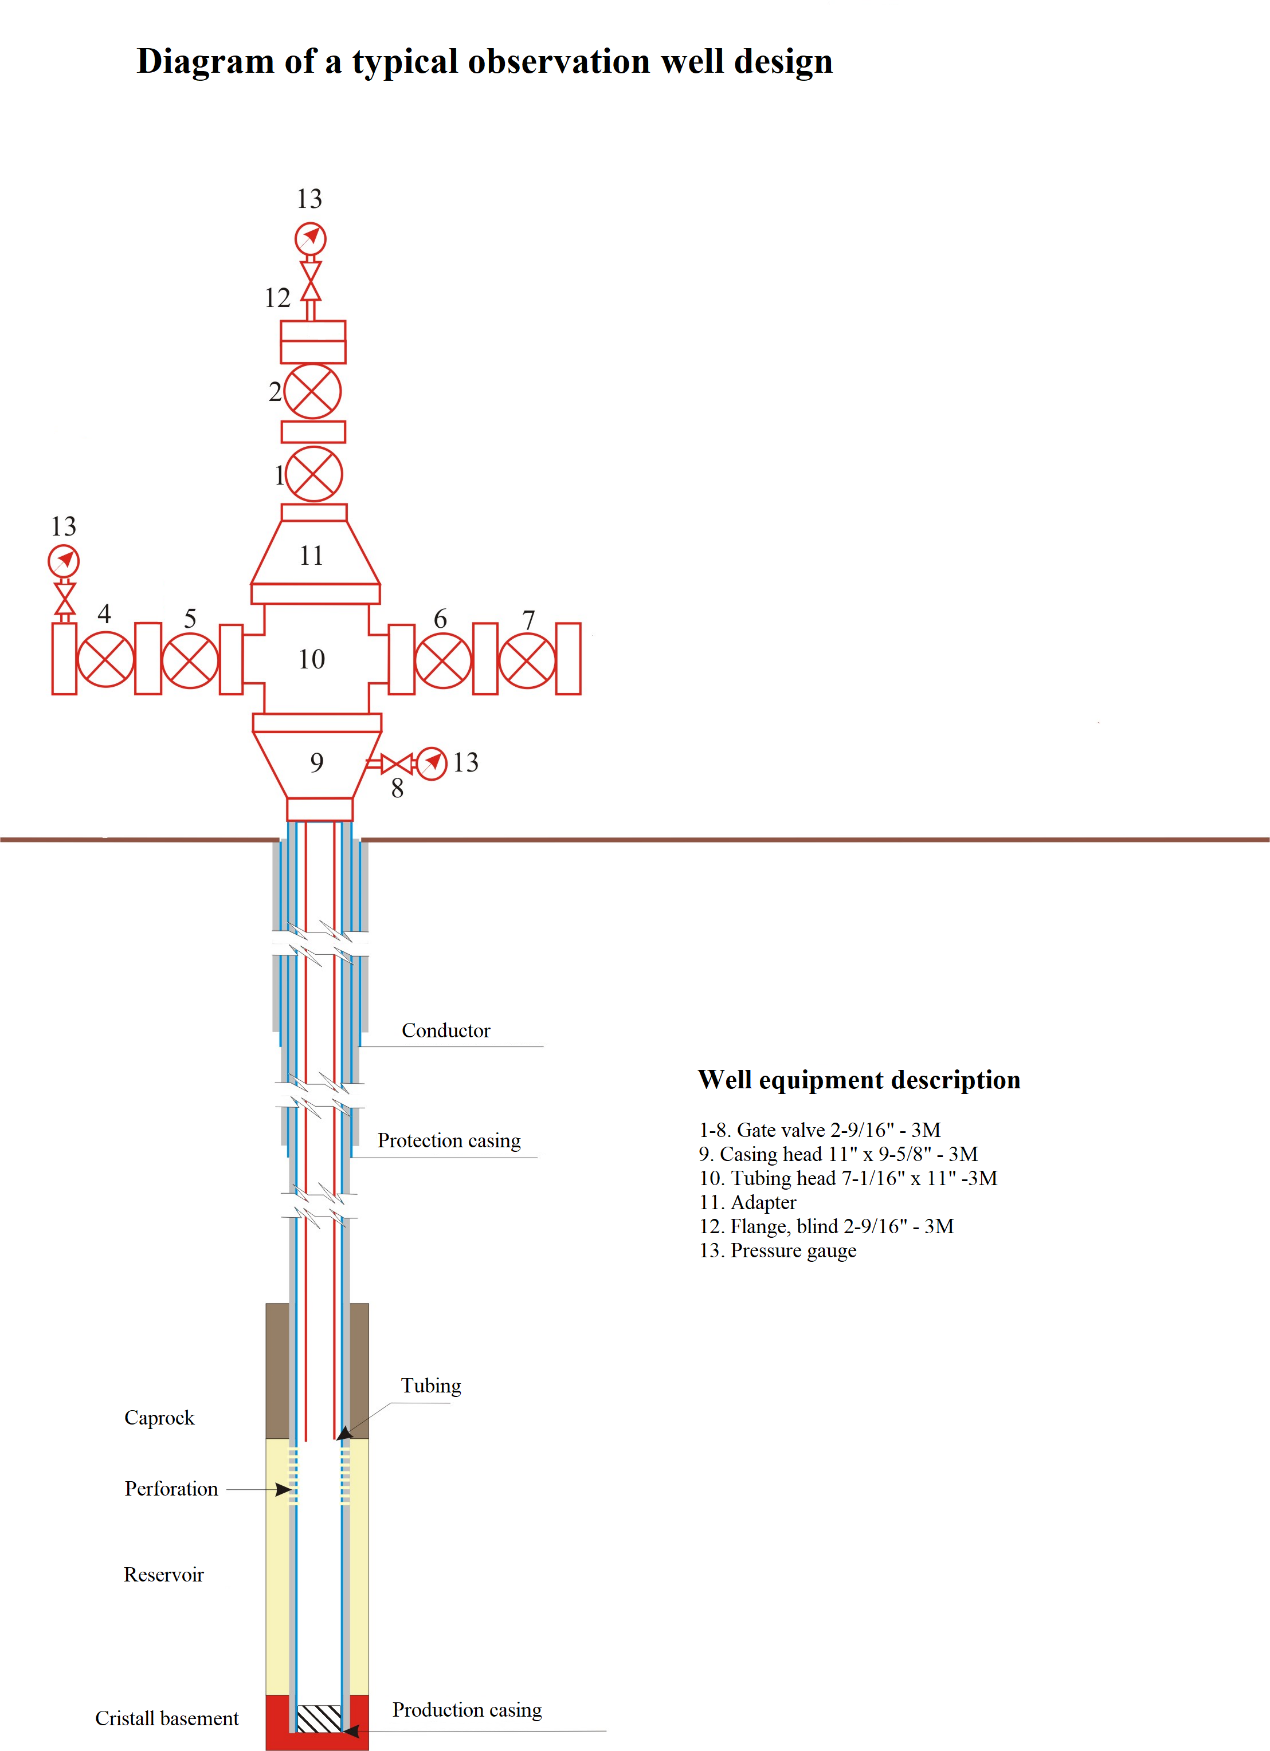 Diagram of a typical observation well design
13
12
2
1
13
11
4
5
6
7
10
9
13
8
Conductor
Well equipment description
1-8. Gate valve 2-9/16" - 3M
Protection casing
9. Casing head 11" x 9-5/8" - 3M
10. Tubing head 7-1/16" x 11" -3M
11. Adapter
12. Flange, blind 2-9/16" - 3M
13. Pressure gauge
Tubing
Caprock
Perforation
Reservoir
Production casing
Cristall basement